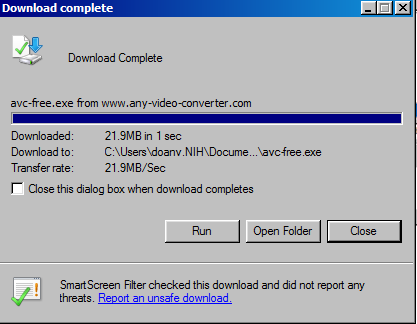 Download complete
Download Complete
avc-free.exe from www.any-video-converter.com
Downloaded: 21.9MB in 1 sec
Download to: C:\Users\doanv.NIH\Docume...\avc-free.exe
Transfer rate: 21.9MB/Sec
Close this dialog box when download completes
Run Open Folder Close
SmartScreen Filter checked this download and did not report any
threats. Report an unsafe download.